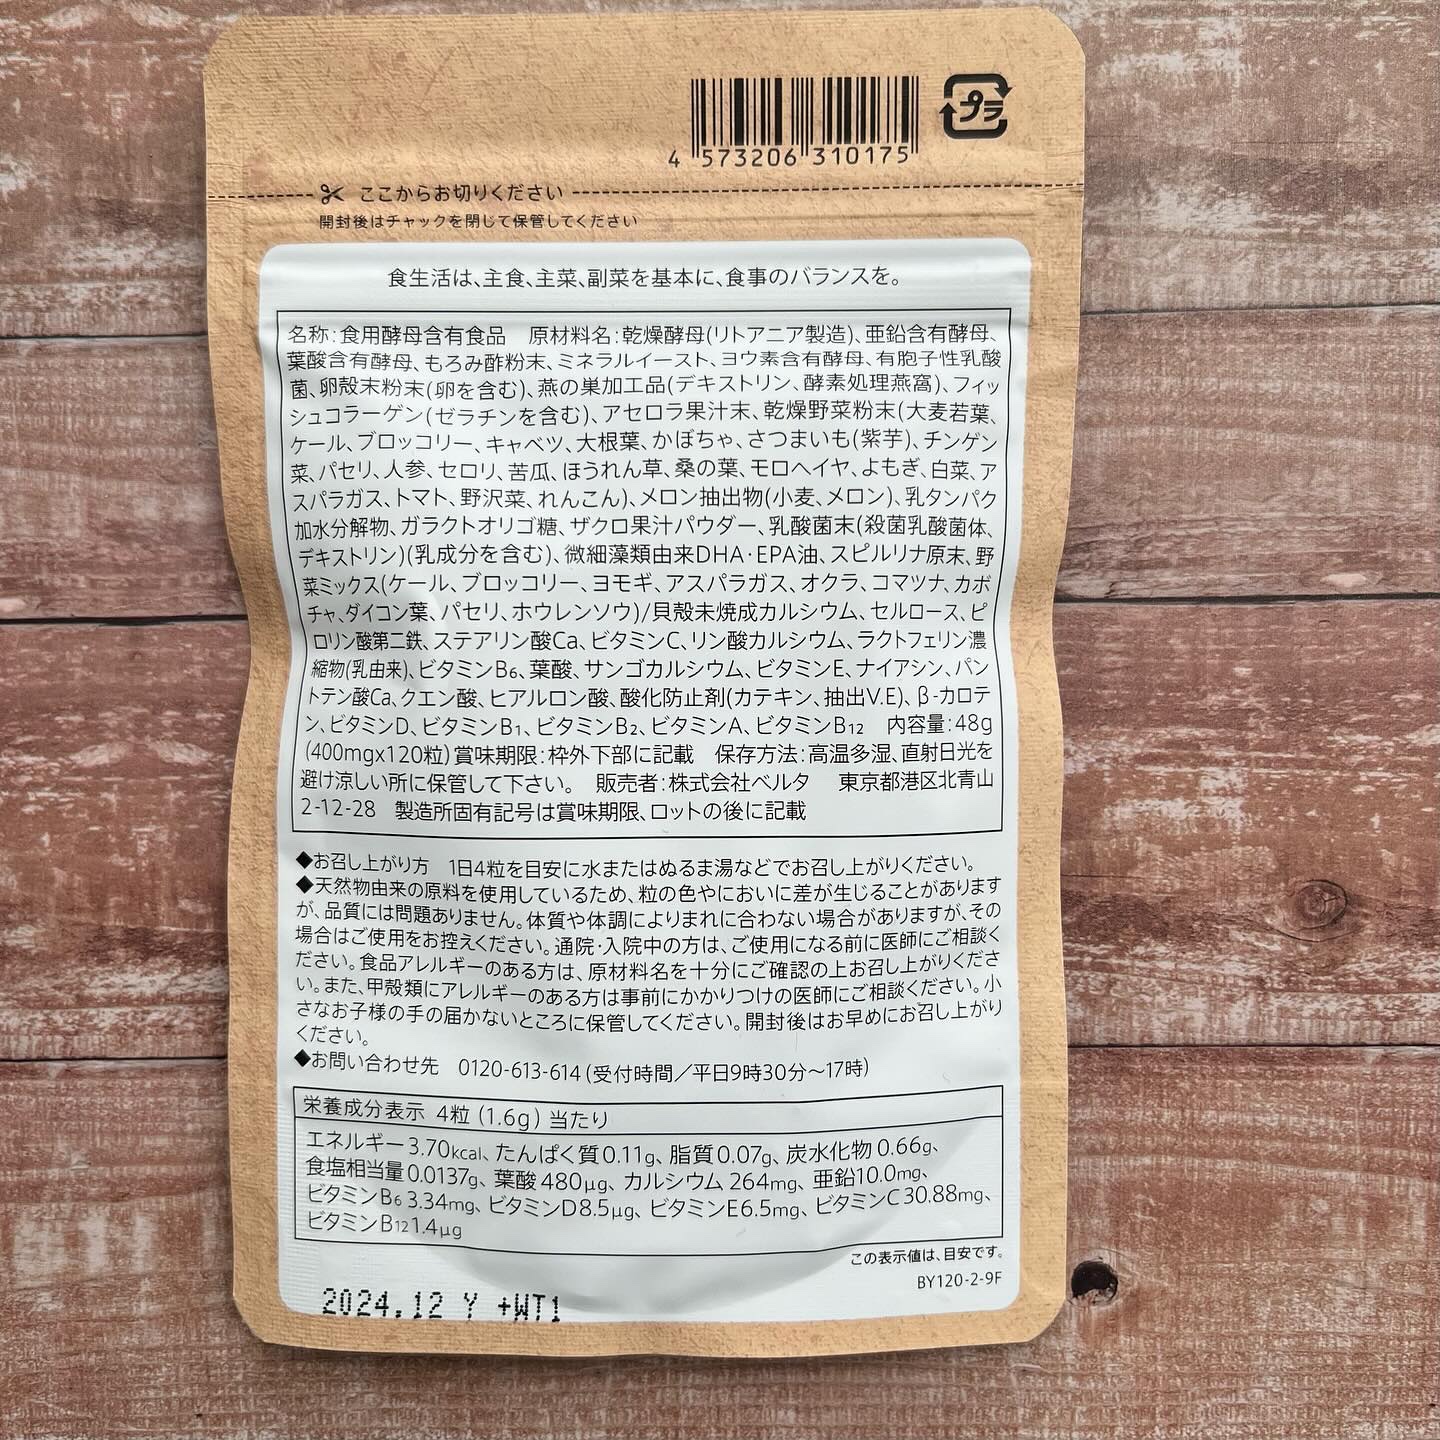 プラ
4 573206 310175
ここからお切りください
開封後はチャックを閉じて保管してください
食生活は、主食、主菜、副菜を基本に、食事のバランスを。
名称:食用酵母含有食品 原材料名:乾燥酵母(リトアニア製造)、亜鉛含有酵母、
葉酸含有酵母、もろみ酢粉末、ミネラルイースト、ヨウ素含有酵母、有胞子性乳酸
菌、卵殻末粉末(卵を含む)、燕の巣加工品(デキストリン、酵素処理燕窩)、フィッ
シュコラーゲン(ゼラチンを含む)、アセロラ果汁末、乾燥野菜粉末(大麦若葉、
ケール、ブロッコリー、キャベツ、大根葉、かぼちゃ、さつまいも(紫芋)、チンゲン
菜、パセリ、人参、セロリ、苦瓜、ほうれん草、桑の葉、モロヘイヤ、よもぎ、白菜、ア
スパラガス、トマト、野沢菜、れんこん)、メロン抽出物(小麦、メロン)、乳タンパク
加水分解物、ガラクトオリゴ糖、ザクロ果汁パウダー、乳酸菌末(殺菌乳酸菌体、
デキストリン)(乳成分を含む)、微細藻類由来DHA・EPA油、スピルリナ原末、野
菜ミックス(ケール、ブロッコリー、ヨモギ、アスパラガス、オクラ、コマツナ、カボ
チャ、ダイコン葉、パセリ、ホウレンソウ)/貝殻未焼成カルシウム、セルロース、ピ
ロリン酸第二鉄、ステアリン酸Ca、ビタミンC、リン酸カルシウム、ラクトフェリン濃
縮物(乳由来)、ビタミンB6、葉酸、サンゴカルシウム、ビタミンE、ナイアシン、パン
トテン酸Ca、クエン酸、ヒアルロン酸、酸化防止剤(カテキン、抽出V.E)、β-カロテ
ン、ビタミンD、ビタミンB1、ビタミンB2、ビタミンA、ビタミンB12 内容量:48g
(400mgx120粒)賞味期限:枠外下部に記載 保存方法:高温多湿、直射日光を
避け涼しい所に保管して下さい。 販売者:株式会社ベルタ 東京都港区北青山
2-12-28 製造所固有記号は賞味期限、ロットの後に記載
◆お召し上がり方 1日4粒を目安に水またはぬるま湯などでお召し上がりください。
◆天然物由来の原料を使用しているため、粒の色やにおいに差が生じることがあります
が、品質には問題ありません。体質や体調によりまれに合わない場合がありますが、その
場合はご使用をお控えください。通院・入院中の方は、ご使用になる前に医師にご相談く
ださい。食品アレルギーのある方は、原材料名を十分にご確認の上お召し上がりくださ
い。また、甲殻類にアレルギーのある方は事前にかかりつけの医師にご相談ください。小
さなお子様の手の届かないところに保管してください。開封後はお早めにお召し上がり
ください。
◆お問い合わせ先 0120-613-614(受付時間/平日9時30分〜17時)
栄養成分表示 4粒(1.6g)当たり
エネルギー3.70kcal、たんぱく質0.11g、脂質0.07g、炭水化物0.66g、
食塩相当量0.0137g、葉酸480μg、カルシウム264mg、亜鉛10.0mg、
ビタミンB6 3.34mg、ビタミンD8.5μg、ビタミンE6.5mg、ビタミンC30.88mg、
ビタミンB12 1.4μg
この表示値は、目安です。
BY120-2-9F
2024.12 Y +WT1